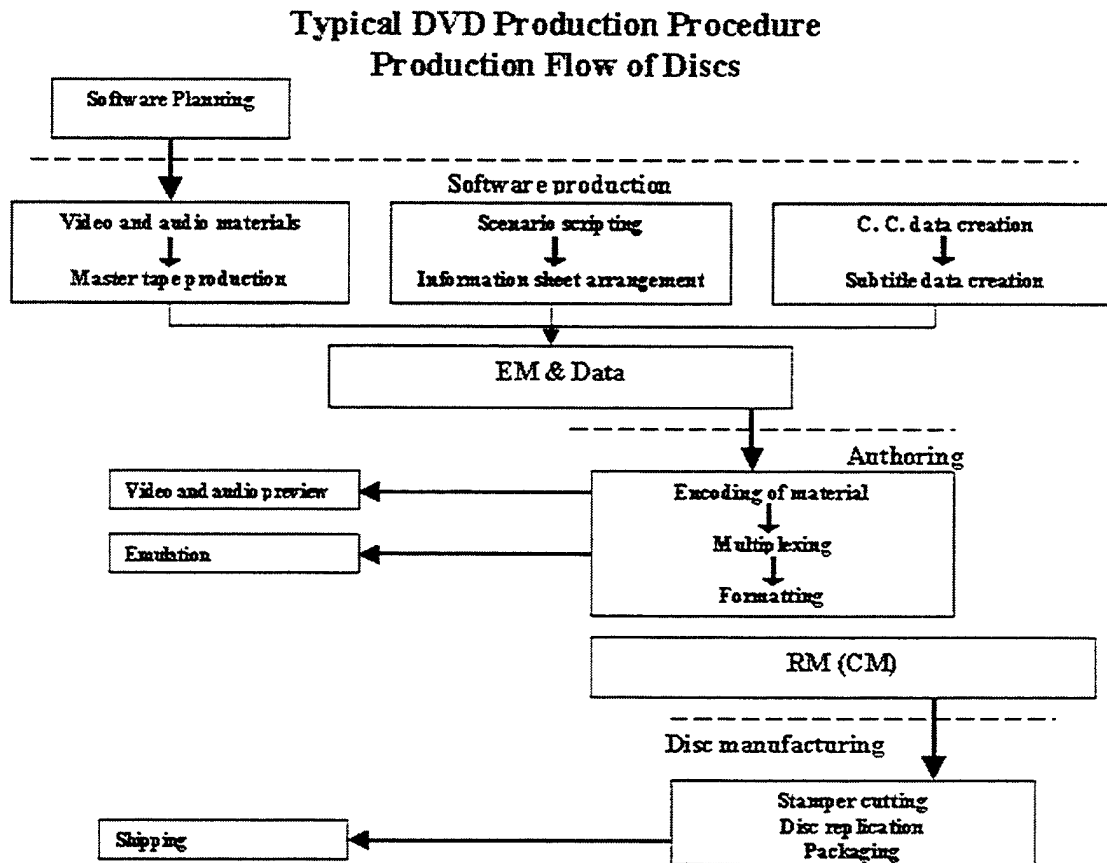 Typical DVD Production Procedure
Production Flow of Discs
Software Planning
Software production
Video and audio materials
Master tape production
Scenario scripting
Information sheet arrangement
C. C. data creation
Subtitle data creation
EM & Data
Authoring
Video and audio preview
Emulation
Encoding of material
Multiplexing
Formatting
RM (CM)
Disc manufacturing
Stamper cutting
Disc replication
Packaging
Shipping